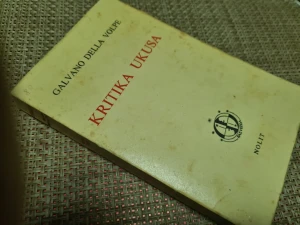 GALVANO DELLA VOLPE
KRITIKA UKUSA
NOLIT